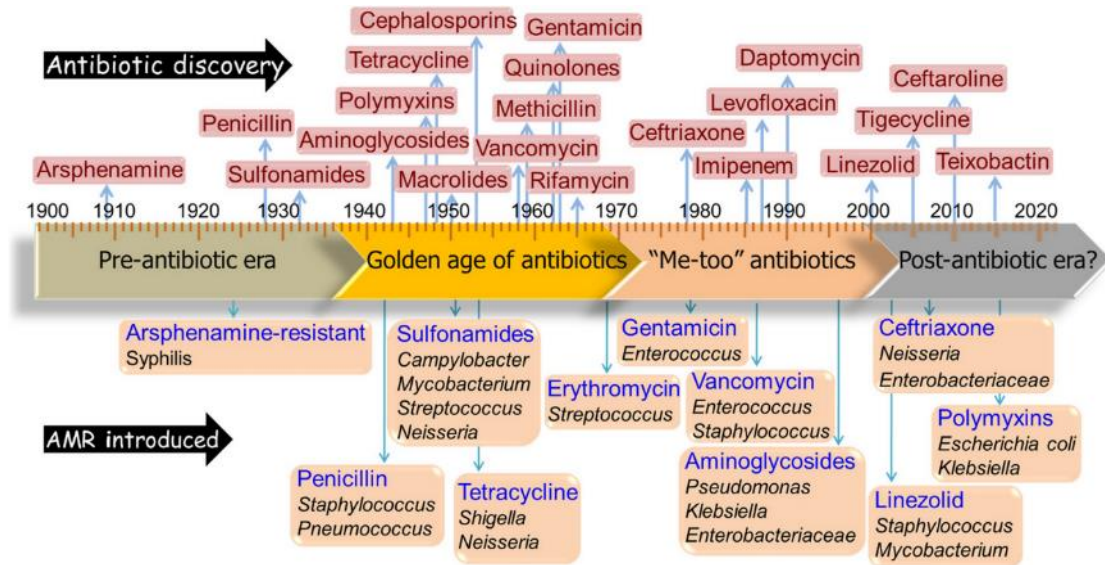 Antibiotic discovery
Cephalosporins
Gentamicin
Tetracycline
Quinolones
Daptomycin
Ceftaroline
Polymyxins
Methicillin
Levofloxacin
Penicillin
Aminoglycosides
Vancomycin
Ceftriaxone
Tigecycline
Arsphenamine
Sulfonamides
Macrolides
Rifamycin
Imipenem
Linezolid
Teixobactin
1900 1910 1920 1930 1940 1950 1960 1970 1980 1990 2000 2010 2020
Pre-antibiotic era
Golden age of antibiotics
"Me-too" antibiotics
Post-antibiotic era?
AMR introduced
Arsphenamine-resistant
Syphilis
Penicillin
Staphylococcus
Pneumococcus
Sulfonamides
Campylobacter
Mycobacterium
Streptococcus
Neisseria
Tetracycline
Shigella
Neisseria
Erythromycin
Streptococcus
Gentamicin
Enterococcus
Vancomycin
Enterococcus
Staphylococcus
Aminoglycosides
Pseudomonas
Klebsiella
Enterobacteriaceae
Ceftriaxone
Neisseria
Enterobacteriaceae
Polymyxins
Escherichia coli
Klebsiella
Linezolid
Staphylococcus
Mycobacterium